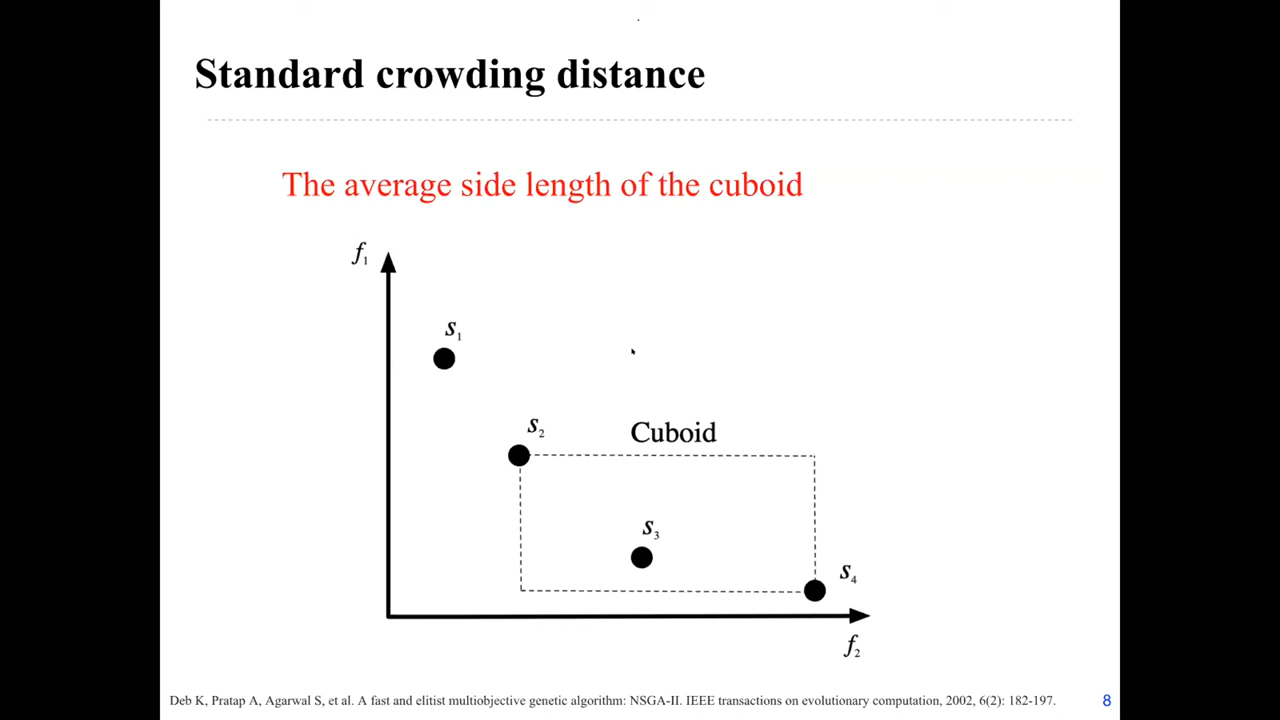 Standard crowding distance
The average side length of the cuboid
f1
s1
s2
Cuboid
s3
s4
f2
Deb K, Pratap A, Agarwal S, et al. A fast and elitist multiobjective genetic algorithm: NSGA-II. IEEE transactions on evolutionary computation, 2002, 6(2): 182-197.
8